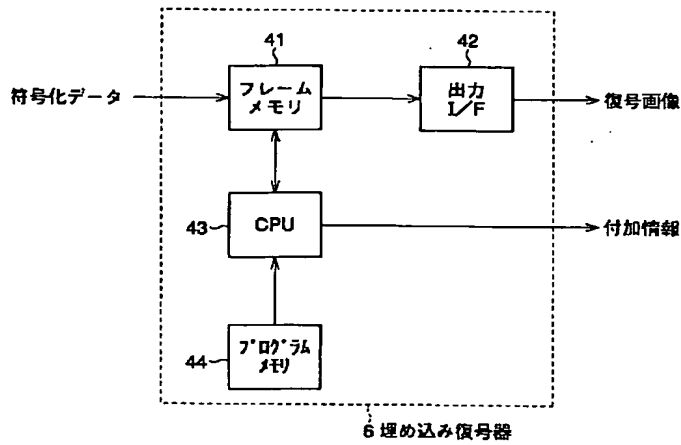 41
42
符号化データ
フレーム
メモリ
出力
I/F
復号画像
43
CPU
付加情報
44
プログラム
メモリ
6 埋め込み復号器